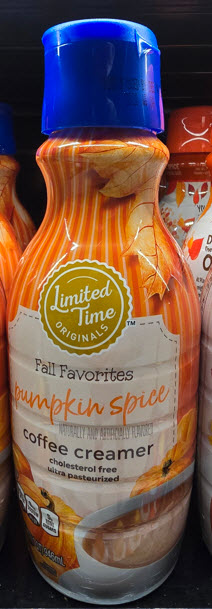 Limited
Time
ORIGINALS
TM
Fall Favorites
pumpkin spice
NATURALLY AND ARTIFICIALLY FLAVORED
coffee creamer
cholesterol free
ultra pasteurized